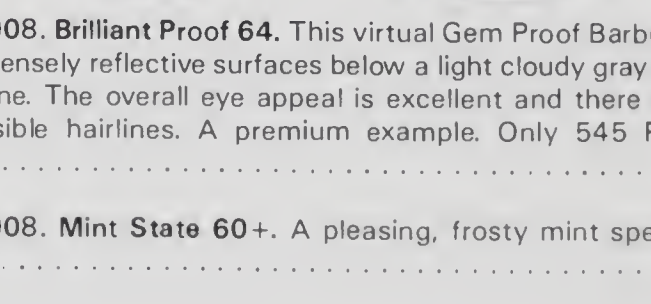 908. Brilliant Proof 64. This virtual Gem Proof Barb
ensely reflective surfaces below a light cloudy gray
ne. The overall eye appeal is excellent and there
sible hairlines. A premium example. Only 545 P
908. Mint State 60+. A pleasing, frosty mint spe